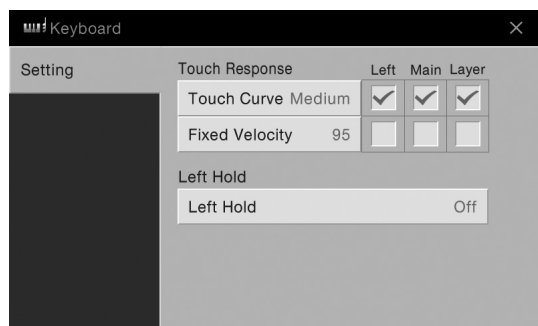 Keyboard
Setting
Touch Response Left Main Layer
Touch Curve Medium
Fixed Velocity 95
Left Hold
Left Hold Off